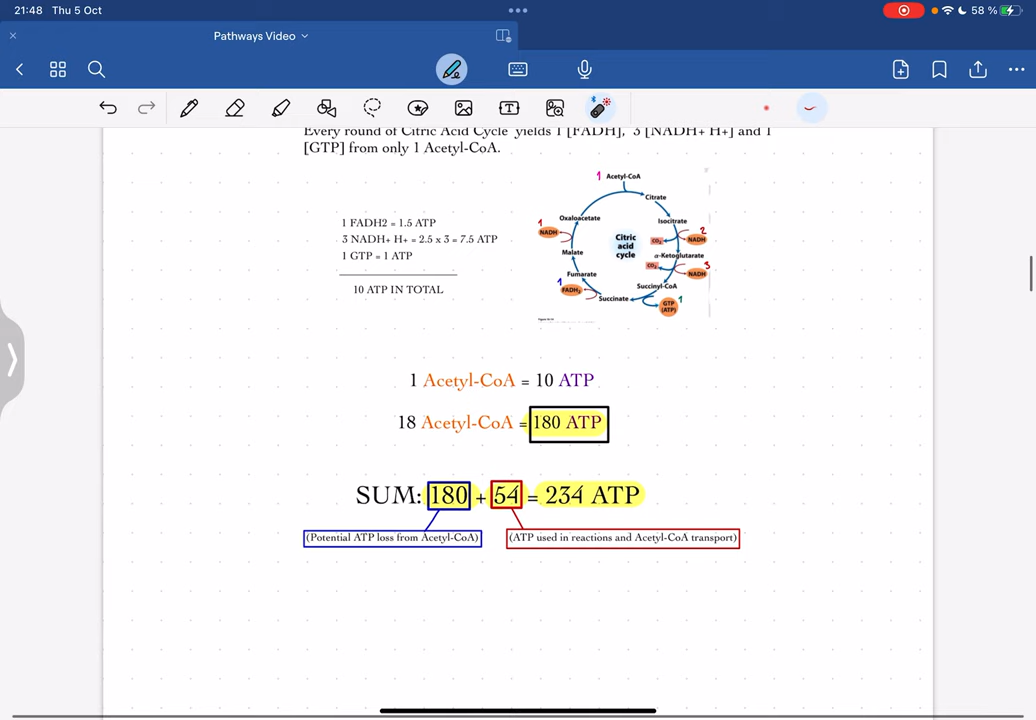 21:48 Thu 5 Oct
58 %
Pathways Video
Every round of Citric Acid Cycle yields 1 [FADH], 3 [NADH+ H+] and 1
[GTP] from only 1 Acetyl-CoA.
1 Acetyl-CoA
Citrate
Isocitrate
2
NADH
CO₂
α-Ketoglutarate
3
NADH
CO₂
Succinyl-CoA
1
GTP
(ATP)
Succinate
1
FADH₂
Fumarate
Malate
1
NADH
Oxaloacetate
Citric
acid
cycle
1 FADH2 = 1.5 ATP
3 NADH+ H+ = 2.5 x 3 = 7.5 ATP
1 GTP = 1 ATP
10 ATP IN TOTAL
1 Acetyl-CoA = 10 ATP
18 Acetyl-CoA = 180 ATP
SUM: 180 + 54 = 234 ATP
(Potential ATP loss from Acetyl-CoA)
(ATP used in reactions and Acetyl-CoA transport)